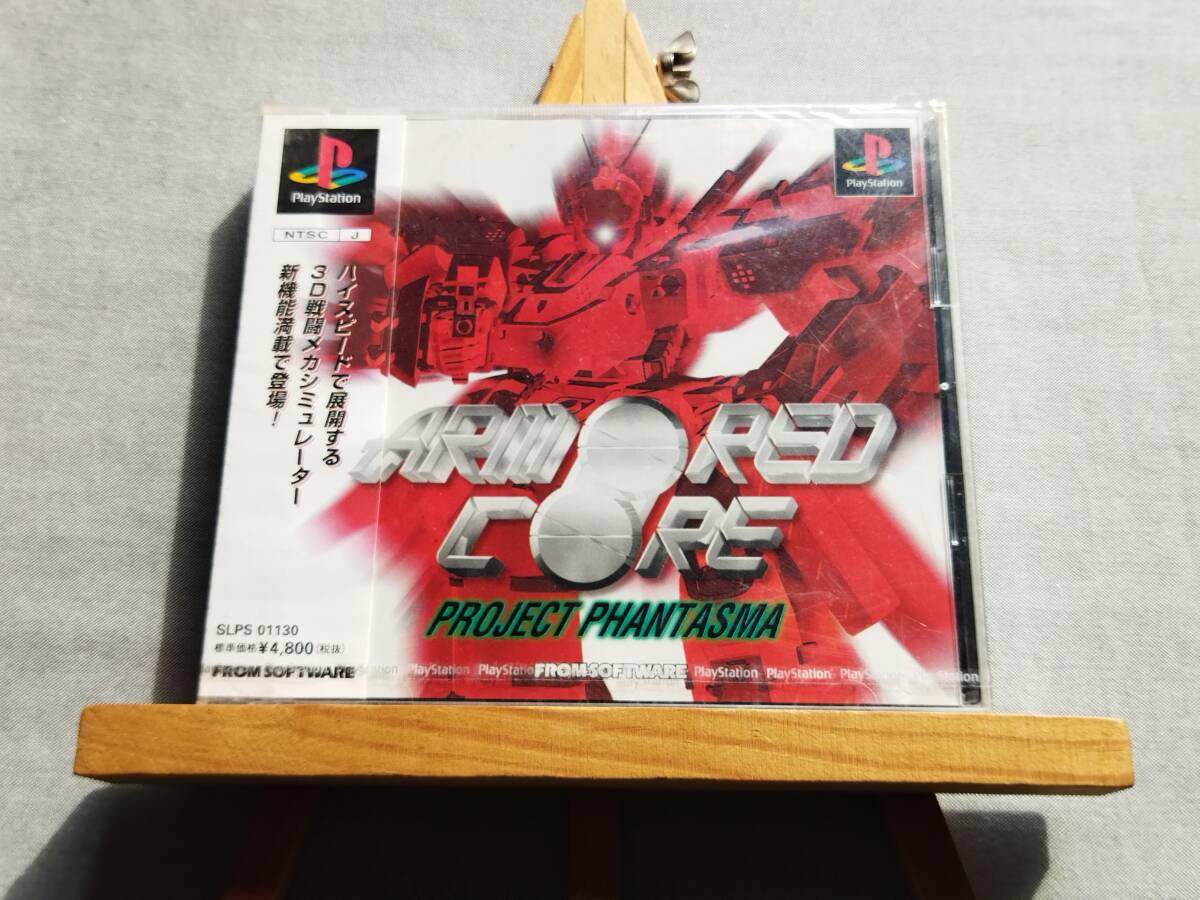 PlayStation
NTSC J
ハイスピードで展開する
3D戦闘メカシミュレーター
新機能満載で登場!
SLPS 01130
標準価格¥4,800(税抜)
FROM SOFTWARE
PlayStation
ARMORED
CORE
PROJECT PHANTASMA
FROM SOFTWARE
PlayStation PlayStation PlayStation PlayStation